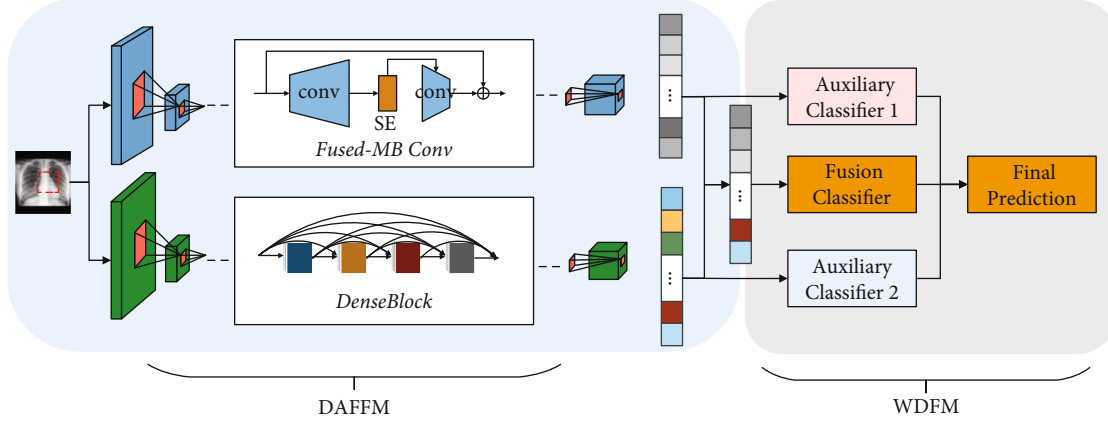 conv
conv
SE
Fused-MB Conv
DenseBlock
Auxiliary
Classifier 1
Fusion
Classifier
Auxiliary
Classifier 2
Final
Prediction
DAFFM
WDFM